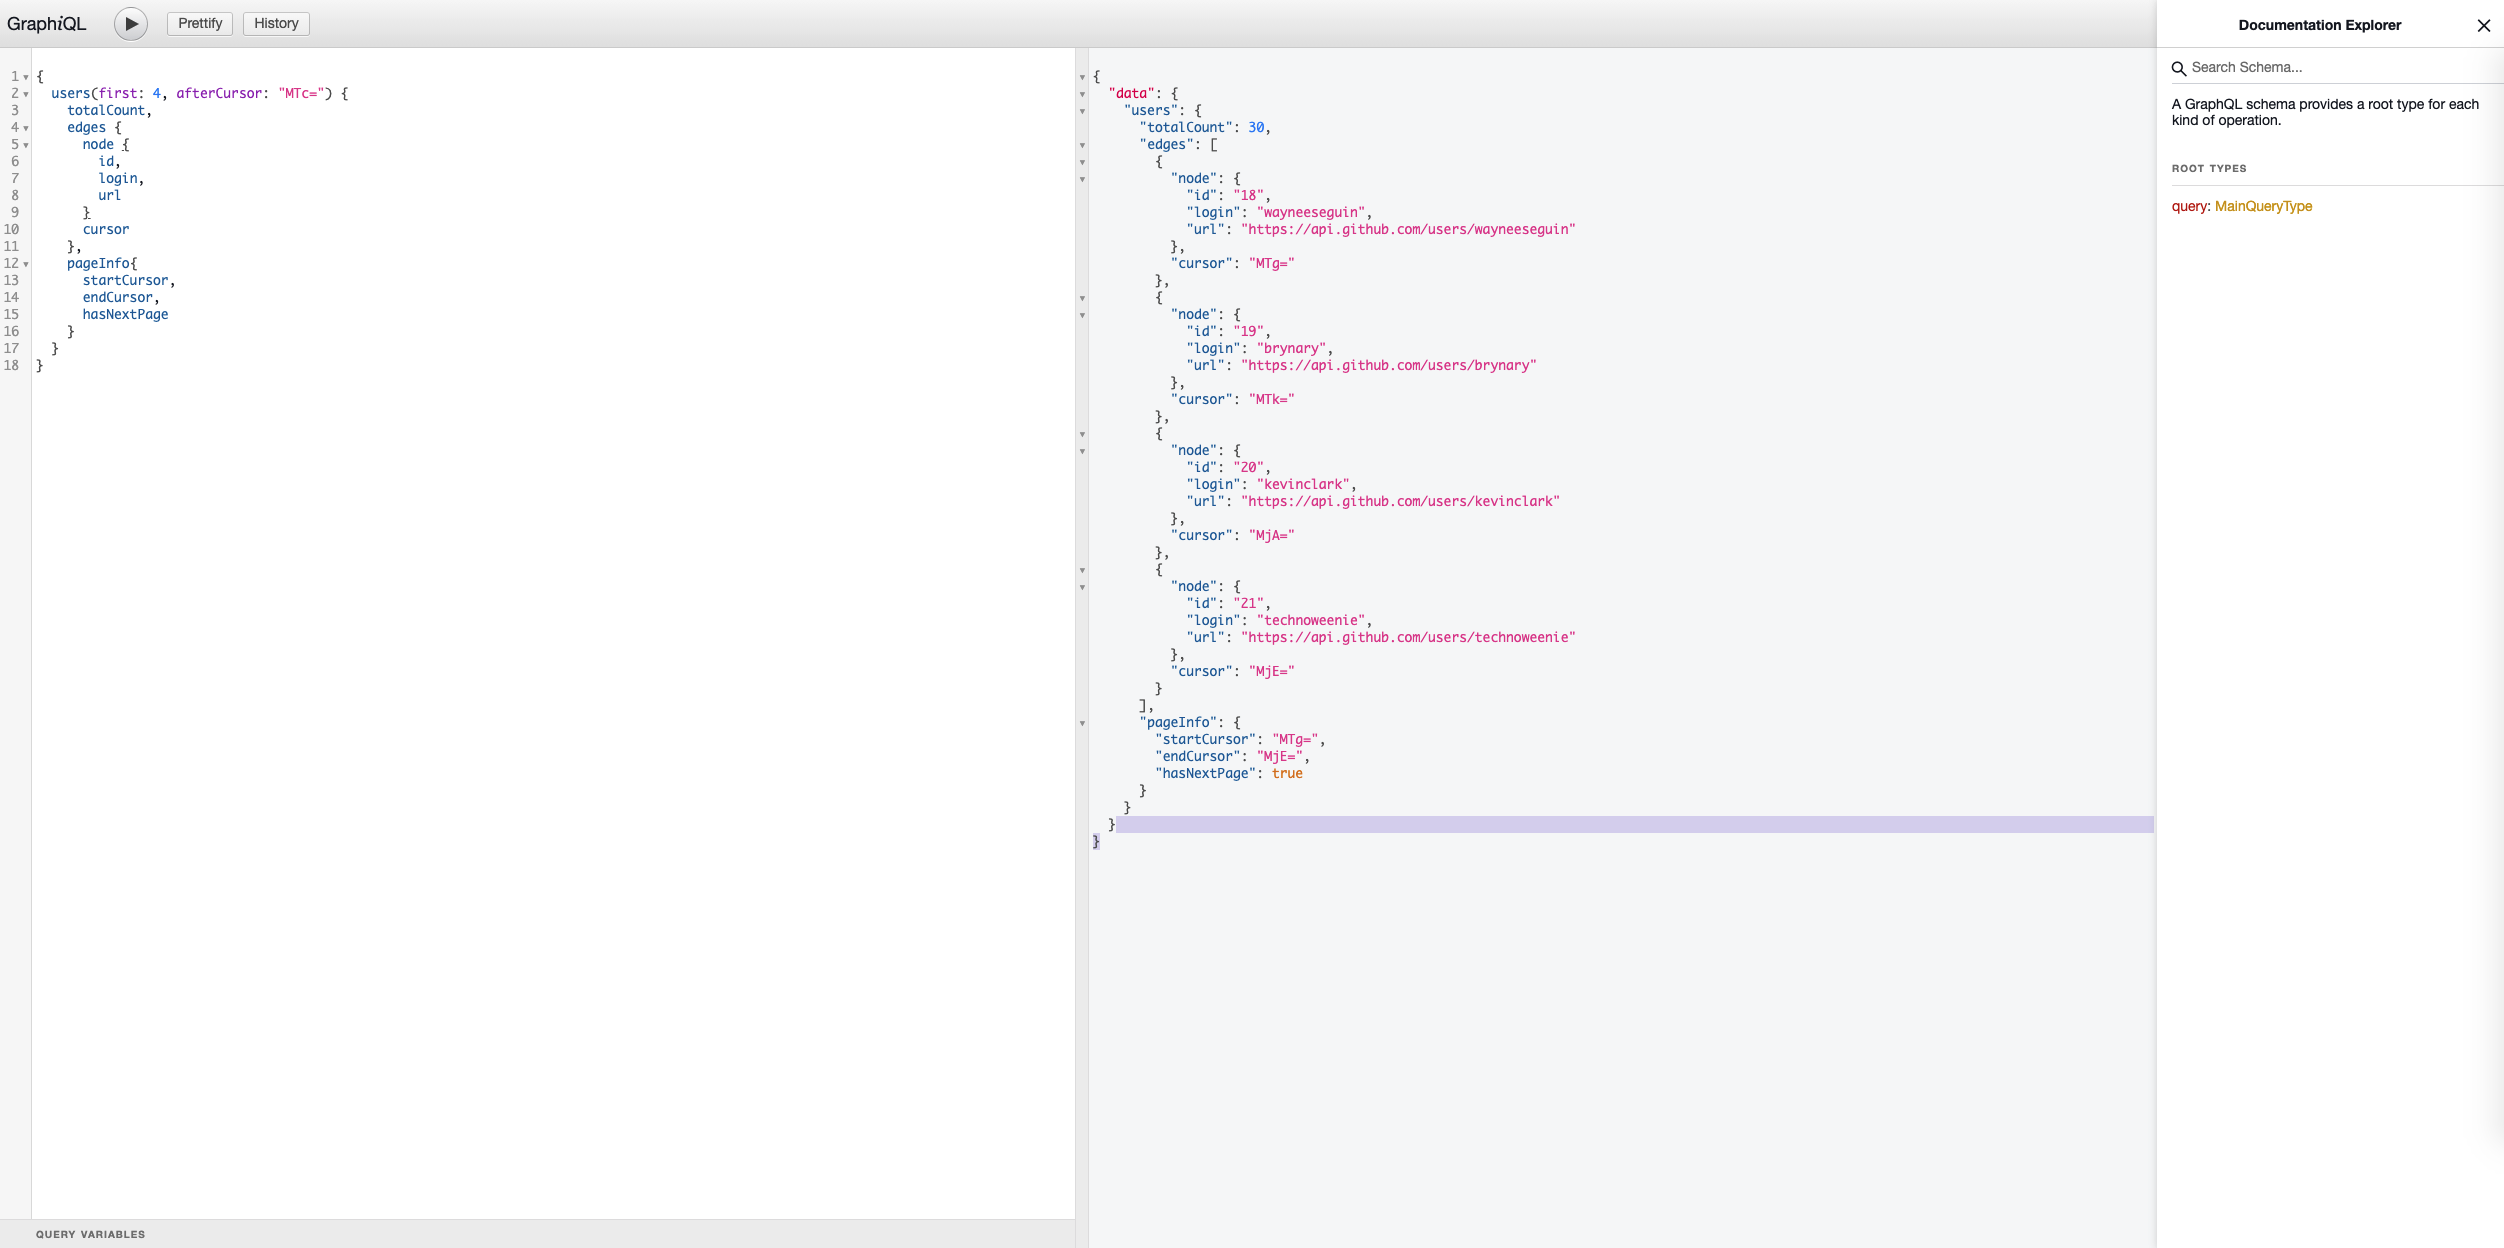 GraphiQL Prettify History
1 {
2 users(first: 4, afterCursor: "MTc=") {
3 totalCount,
4 edges {
5 node {
6 id,
7 login,
8 url
9 }
10 cursor
11 },
12 pageInfo{
13 startCursor,
14 endCursor,
15 hasNextPage
16 }
17 }
18 }
QUERY VARIABLES
{
"data": {
"users": {
"totalCount": 30,
"edges": [
{
"node": {
"id": "18",
"login": "wayneeseguin",
"url": "https://api.github.com/users/wayneeseguin"
},
"cursor": "MTg="
},
{
"node": {
"id": "19",
"login": "brynary",
"url": "https://api.github.com/users/brynary"
},
"cursor": "MTk="
},
{
"node": {
"id": "20",
"login": "kevinclark",
"url": "https://api.github.com/users/kevinclark"
},
"cursor": "MjA="
},
{
"node": {
"id": "21",
"login": "technoweenie",
"url": "https://api.github.com/users/technoweenie"
},
"cursor": "MjE="
}
],
"pageInfo": {
"startCursor": "MTg=",
"endCursor": "MjE=",
"hasNextPage": true
}
}
}
}
Documentation Explorer
Search Schema...
A GraphQL schema provides a root type for each
kind of operation.
ROOT TYPES
query: MainQueryType